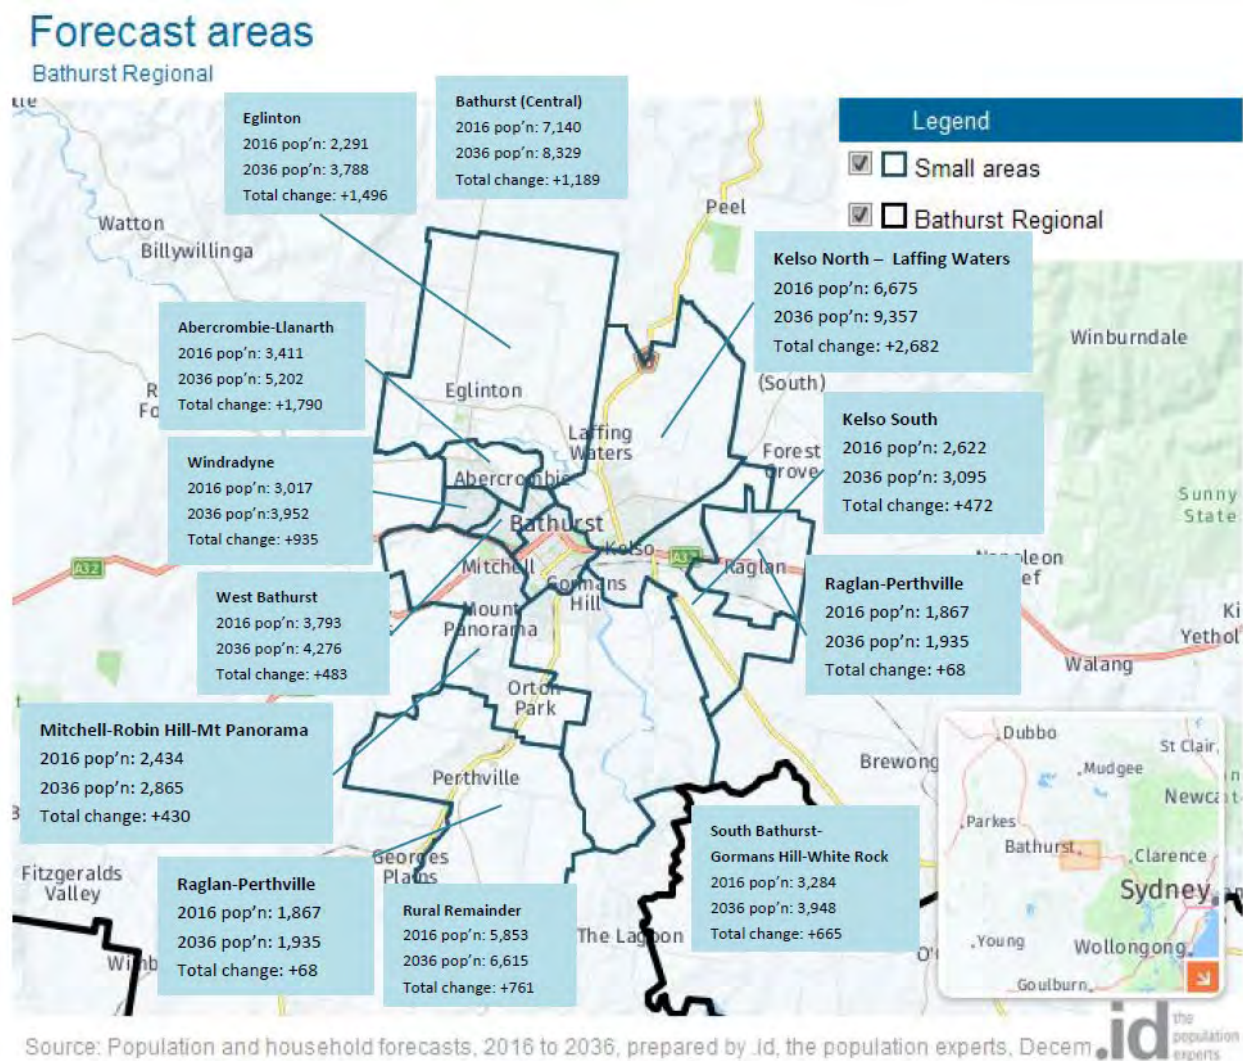 Forecast areas
Bathurst Regional
Legend
Small areas
Bathurst Regional
Eglinton
2016 pop'n: 2,291
2036 pop'n: 3,788
Total change: +1,496
Bathurst (Central)
2016 pop'n: 7,140
2036 pop'n: 8,329
Total change: +1,189
Kelso North – Laffing Waters
2016 pop'n: 6,675
2036 pop'n: 9,357
Total change: +2,682
Abercrombie-Llanarth
2016 pop'n: 3,411
2036 pop'n: 5,202
Total change: +1,790
Kelso South
2016 pop'n: 2,622
2036 pop'n: 3,095
Total change: +472
Windradyne
2016 pop'n: 3,017
2036 pop'n:3,952
Total change: +935
Raglan-Perthville
2016 pop'n: 1,867
2036 pop'n: 1,935
Total change: +68
West Bathurst
2016 pop'n: 3,793
2036 pop'n: 4,276
Total change: +483
Mitchell-Robin Hill-Mt Panorama
2016 pop'n: 2,434
2036 pop'n: 2,865
Total change: +430
Raglan-Perthville
2016 pop'n: 1,867
2036 pop'n: 1,935
Total change: +68
Rural Remainder
2016 pop'n: 5,853
2036 pop'n: 6,615
Total change: +761
South Bathurst-
Gormans Hill-White Rock
2016 pop'n: 3,284
2036 pop'n: 3,948
Total change: +665
Watton
Billywillinga
Peel
Winburndale
(South)
Eglinton
Laffing
Waters
Forest
Grove
Abercrombie
Sunny
State
Bathurst
Kelso
A32
A32
Mitchell
Raglan
Gormans
Hill
Mount
Panorama
Yethol
Walang
Orton
Park
Perthville
Brewong
Georges
Plains
Fitzgeralds
Valley
The Lagoon
Dubbo
St Clair
Mudgee
Newca
Parkes
Bathurst
Clarence
Sydney
Young
Wollongong
Goulburn
Source: Population and household forecasts, 2016 to 2036, prepared by .id, the population experts, Decem
.id the
population
experts